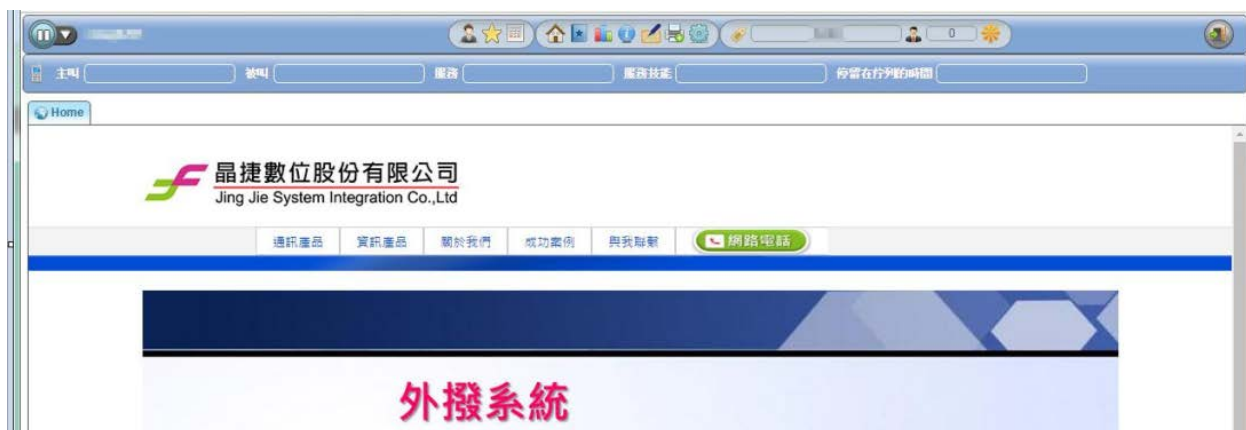 0
主叫 被叫 服務 服務技能 停留在佇列的時間
Home
晶捷數位股份有限公司
Jing Jie System Integration Co.,Ltd
通訊產品 資訊產品 關於我們 成功案例 與我聯繫 網路電話
外撥系統